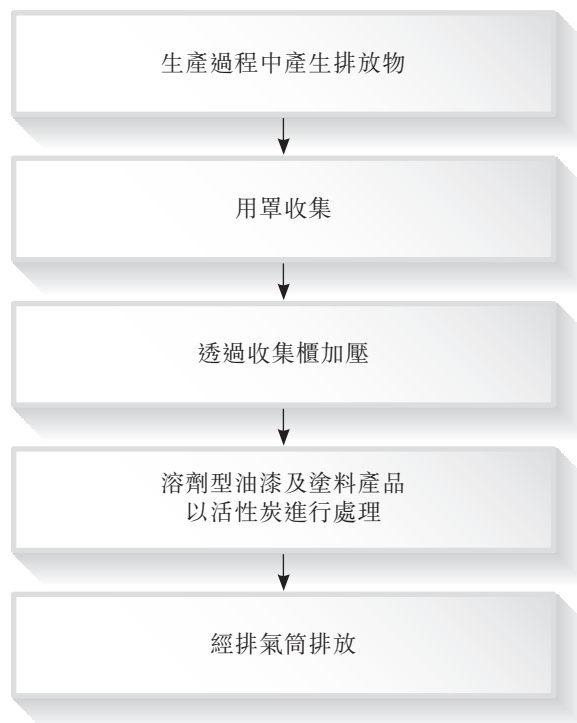 生產過程中產生排放物
用罩收集
透過收集櫃加壓
溶劑型油漆及塗料產品
以活性炭進行處理
經排氣筒排放